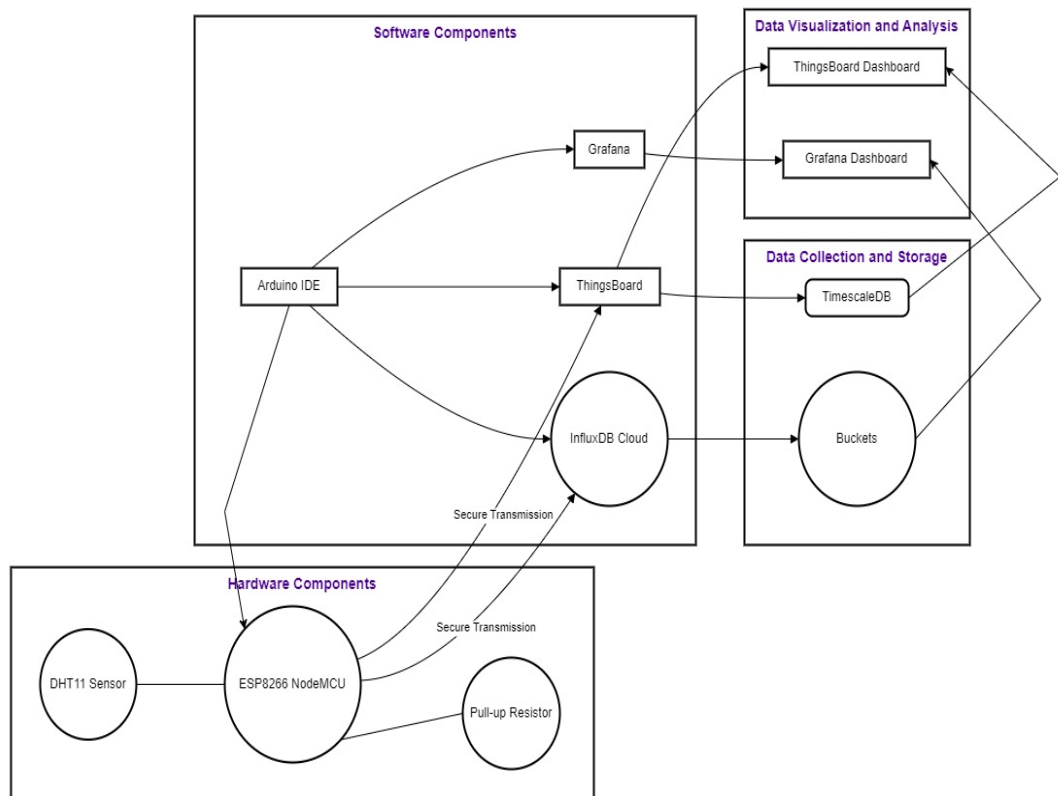 Software Components
Data Visualization and Analysis
ThingsBoard Dashboard
Grafana
Grafana Dashboard
Data Collection and Storage
Arduino IDE
ThingsBoard
TimescaleDB
InfluxDB Cloud
Buckets
Secure Transmission
Hardware Components
Secure Transmission
DHT11 Sensor
ESP8266 NodeMCU
Pull-up Resistor